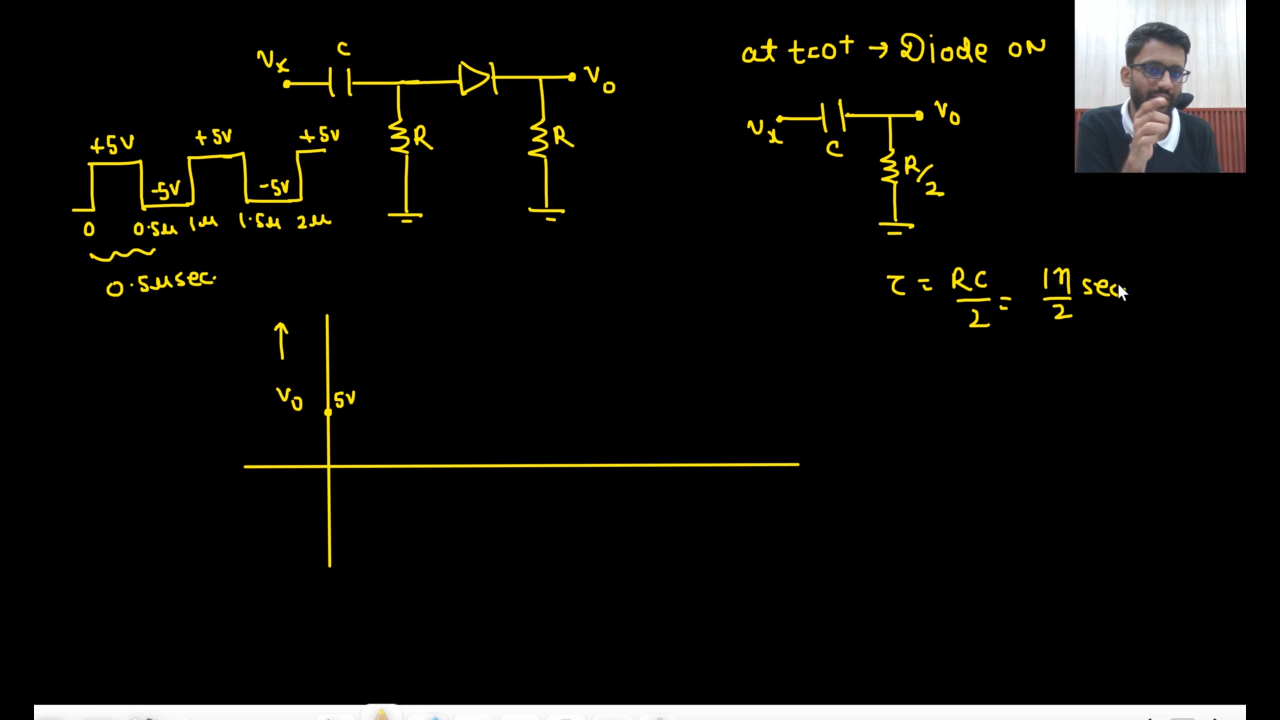 at t=0⁺ → Diode ON
Vx C Vo
R R
+5V +5V +5V
-5V -5V
0 0.5μ 1μ 1.5μ 2μ
0.5μsec.
Vx C Vo
R/2
τ = RC/2 = 1η/2 sec
Vo 5V